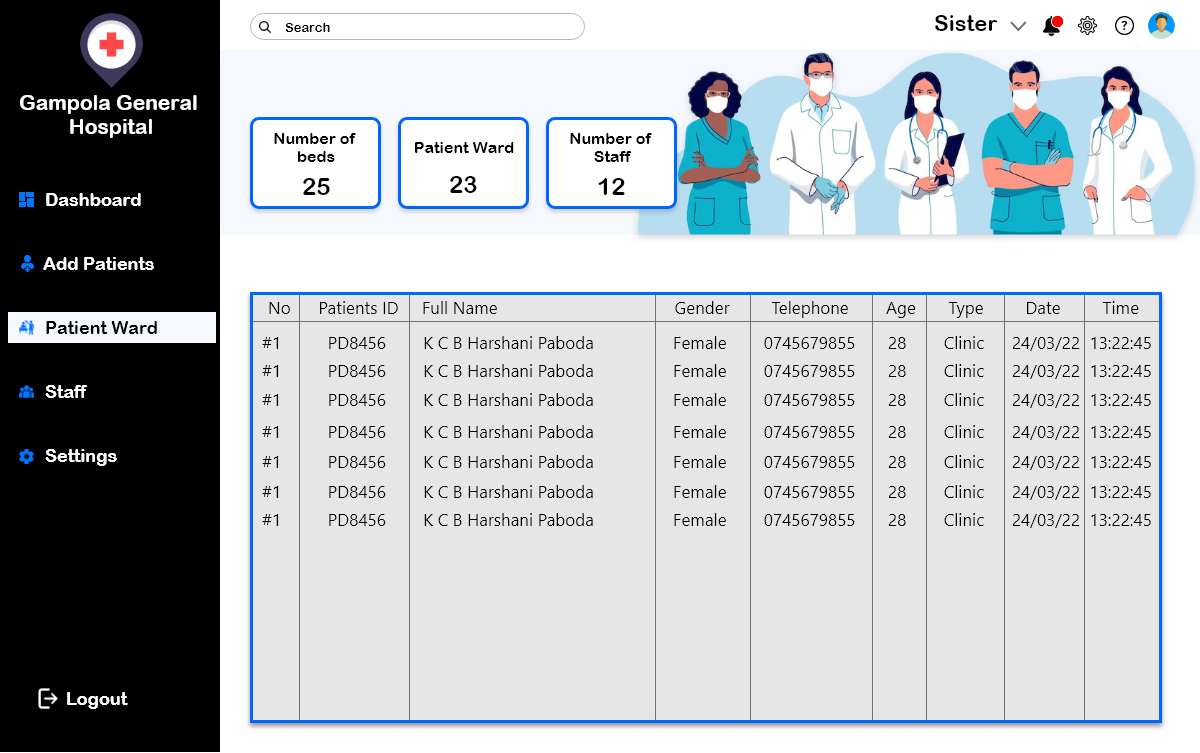 Gampola General
Hospital
Dashboard
Add Patients
Patient Ward
Staff
Settings
Logout
Search
Sister
Number of
beds
25
Patient Ward
23
Number of
Staff
12
No Patients ID Full Name Gender Telephone Age Type Date Time
#1 PD8456 K C B Harshani Paboda Female 0745679855 28 Clinic 24/03/22 13:22:45
#1 PD8456 K C B Harshani Paboda Female 0745679855 28 Clinic 24/03/22 13:22:45
#1 PD8456 K C B Harshani Paboda Female 0745679855 28 Clinic 24/03/22 13:22:45
#1 PD8456 K C B Harshani Paboda Female 0745679855 28 Clinic 24/03/22 13:22:45
#1 PD8456 K C B Harshani Paboda Female 0745679855 28 Clinic 24/03/22 13:22:45
#1 PD8456 K C B Harshani Paboda Female 0745679855 28 Clinic 24/03/22 13:22:45
#1 PD8456 K C B Harshani Paboda Female 0745679855 28 Clinic 24/03/22 13:22:45